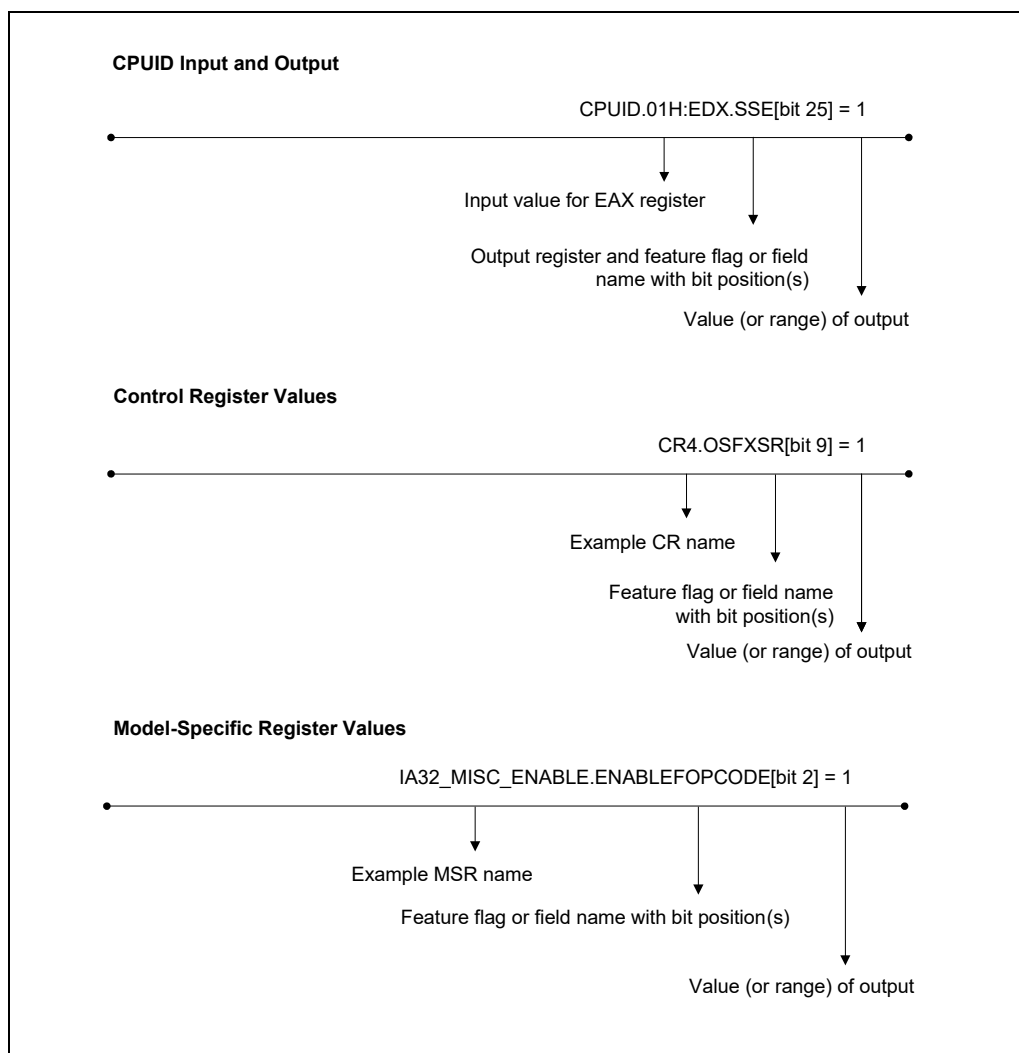 CPUID Input and Output
CPUID.01H:EDX.SSE[bit 25] = 1
Input value for EAX register
Output register and feature flag or field
name with bit position(s)
Value (or range) of output
Control Register Values
CR4.OSFXSR[bit 9] = 1
Example CR name
Feature flag or field name
with bit position(s)
Value (or range) of output
Model-Specific Register Values
IA32_MISC_ENABLE.ENABLEFOPCODE[bit 2] = 1
Example MSR name
Feature flag or field name with bit position(s)
Value (or range) of output